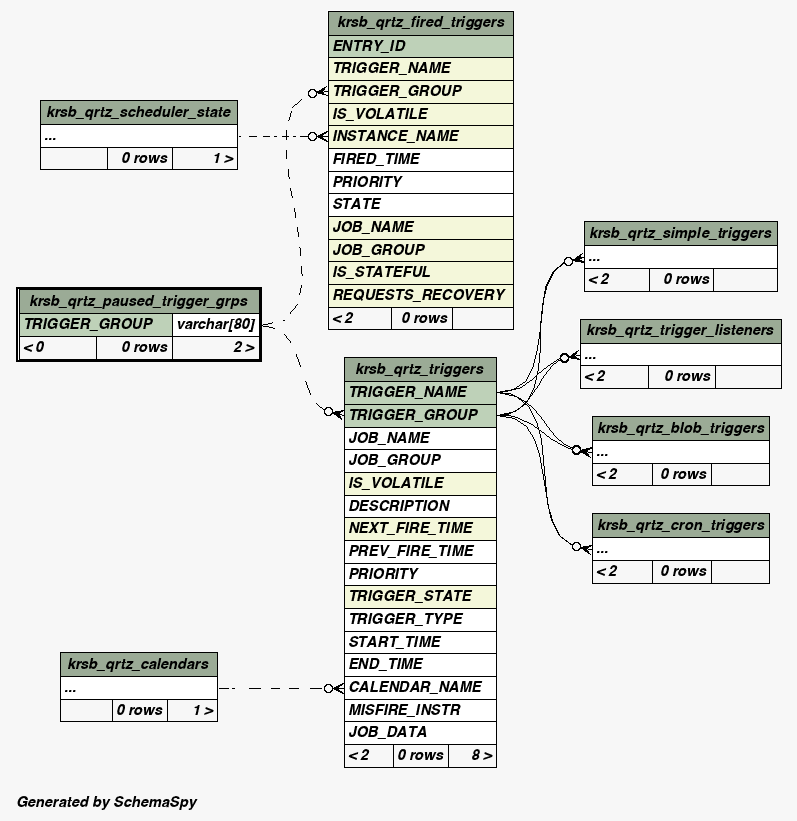 krsb_qrtz_fired_triggers
ENTRY_ID
TRIGGER_NAME
TRIGGER_GROUP
IS_VOLATILE
INSTANCE_NAME
FIRED_TIME
PRIORITY
STATE
JOB_NAME
JOB_GROUP
IS_STATEFUL
REQUESTS_RECOVERY
< 2 0 rows
krsb_qrtz_scheduler_state
...
0 rows 1 >
krsb_qrtz_paused_trigger_grps
TRIGGER_GROUP varchar[80]
< 0 0 rows 2 >
krsb_qrtz_triggers
TRIGGER_NAME
TRIGGER_GROUP
JOB_NAME
JOB_GROUP
IS_VOLATILE
DESCRIPTION
NEXT_FIRE_TIME
PREV_FIRE_TIME
PRIORITY
TRIGGER_STATE
TRIGGER_TYPE
START_TIME
END_TIME
CALENDAR_NAME
MISFIRE_INSTR
JOB_DATA
< 2 0 rows 8 >
krsb_qrtz_simple_triggers
...
< 2 0 rows
krsb_qrtz_trigger_listeners
...
< 2 0 rows
krsb_qrtz_blob_triggers
...
< 2 0 rows
krsb_qrtz_cron_triggers
...
< 2 0 rows
krsb_qrtz_calendars
...
0 rows 1 >
Generated by SchemaSpy